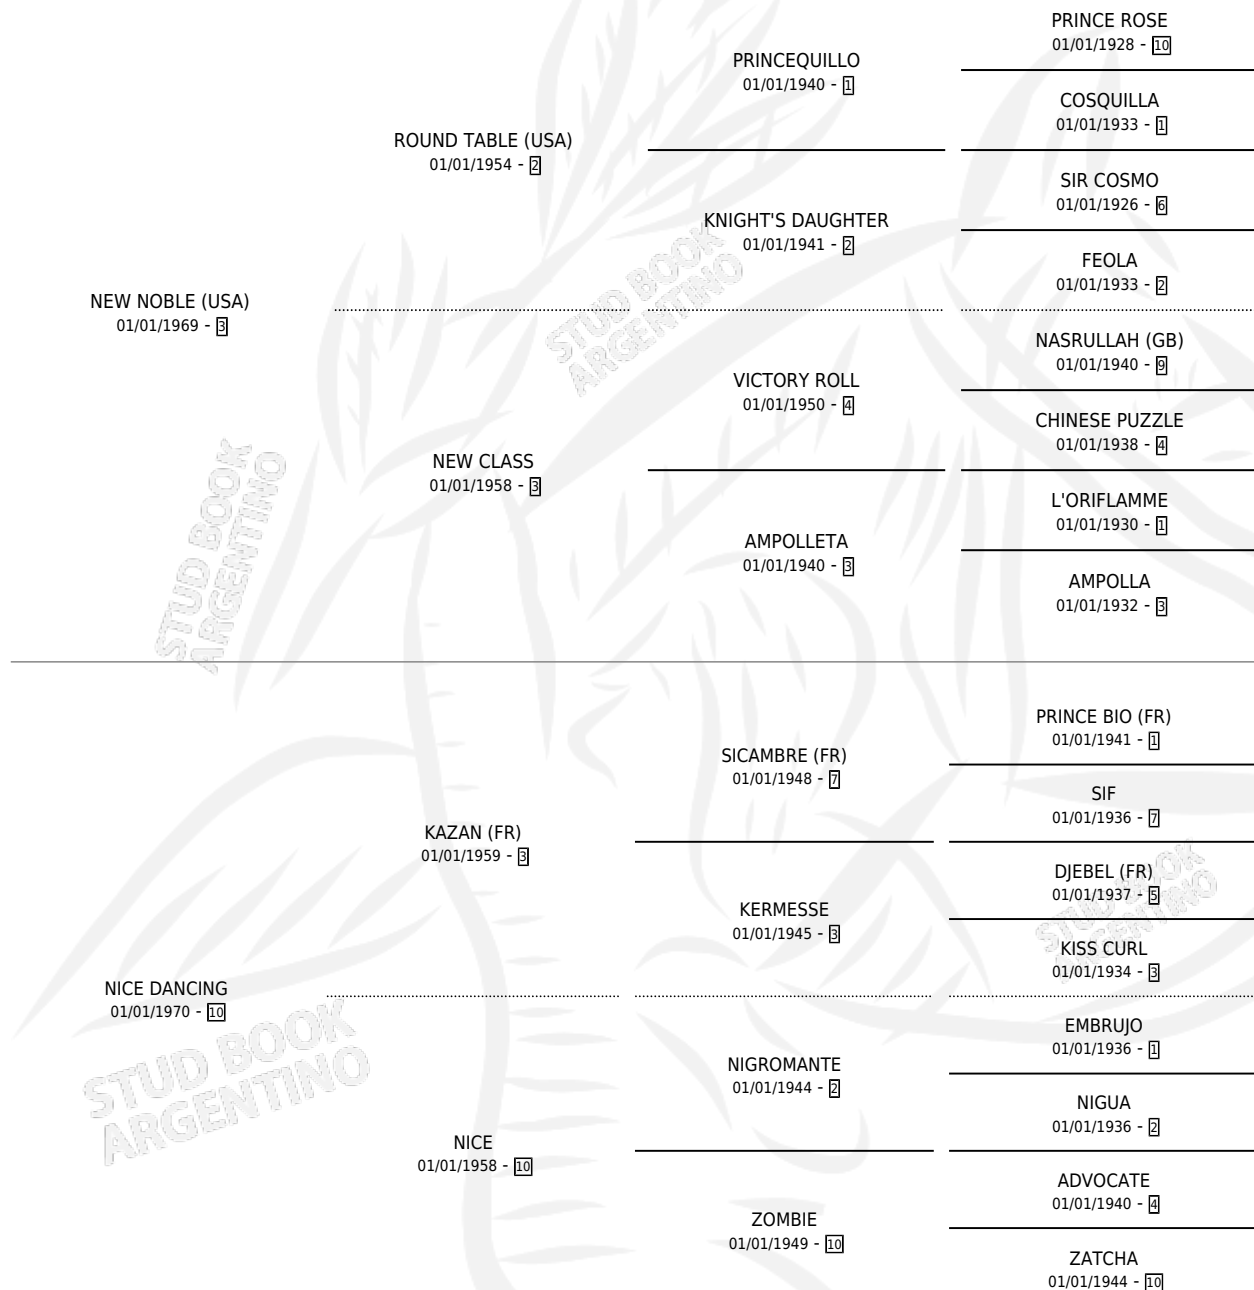 PRINCE ROSE
01/01/1928 - 10
PRINCEQUILLO
01/01/1940 - 1
COSQUILLA
01/01/1933 - 1
ROUND TABLE (USA)
01/01/1954 - 2
SIR COSMO
01/01/1926 - 6
KNIGHT'S DAUGHTER
01/01/1941 - 2
FEOLA
01/01/1933 - 2
NEW NOBLE (USA)
01/01/1969 - 3
STUD BOOK
ARGENTINO
NASRULLAH (GB)
01/01/1940 - 9
VICTORY ROLL
01/01/1950 - 4
CHINESE PUZZLE
01/01/1938 - 4
NEW CLASS
01/01/1958 - 3
L'ORIFLAMME
01/01/1930 - 1
AMPOLLETA
01/01/1940 - 3
AMPOLLA
01/01/1932 - 3
STUD BOOK
ARGENTINO
PRINCE BIO (FR)
01/01/1941 - 1
SICAMBRE (FR)
01/01/1948 - 7
SIF
01/01/1936 - 7
KAZAN (FR)
01/01/1959 - 3
DJEBEL (FR)
01/01/1937 - 5
KERMESSE
01/01/1945 - 3
KISS CURL
01/01/1934 - 3
STUD BOOK
ARGENTINO
NICE DANCING
01/01/1970 - 10
EMBRUJO
01/01/1936 - 1
NIGROMANTE
01/01/1944 - 2
NIGUA
01/01/1936 - 2
STUD BOOK
ARGENTINO
NICE
01/01/1958 - 10
ADVOCATE
01/01/1940 - 4
ZOMBIE
01/01/1949 - 10
ZATCHA
01/01/1944 - 10